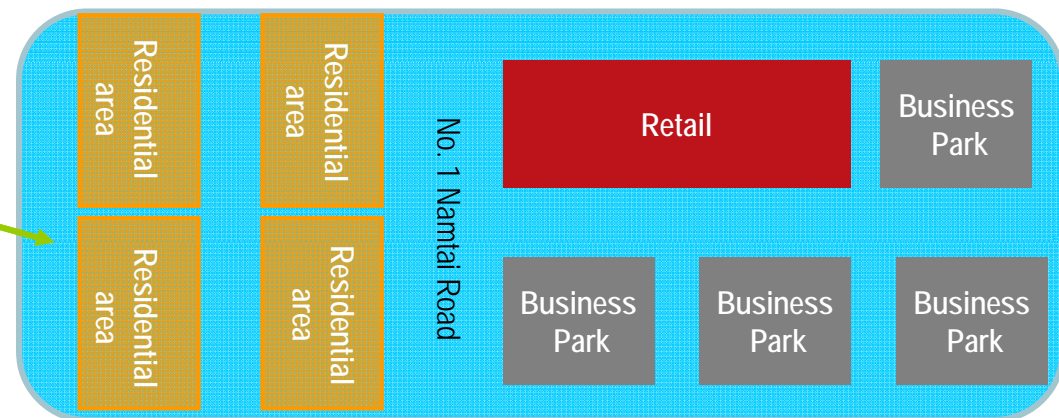 Residential
area
Residential
area
Residential
area
Residential
area
No. 1 Namtai Road
Retail
Business
Park
Business
Park
Business
Park
Business
Park